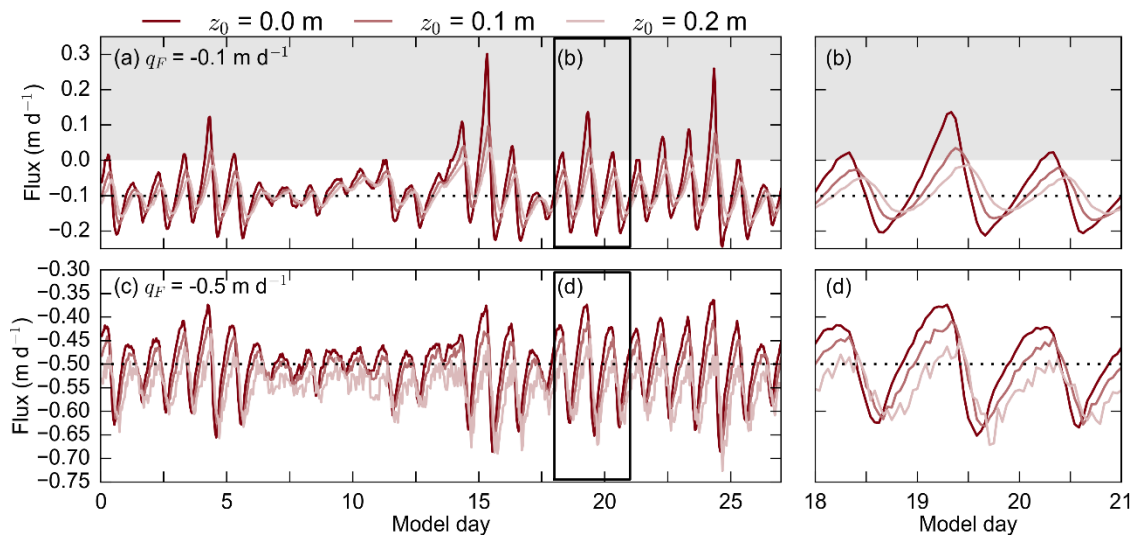 z₀ = 0.0 m z₀ = 0.1 m z₀ = 0.2 m
(a) q_F = -0.1 m d⁻¹ (b) (b)
Flux (m d⁻¹)
0.3
0.2
0.1
0.0
−0.1
−0.2
(c) q_F = -0.5 m d⁻¹ (d) (d)
Flux (m d⁻¹)
−0.30
−0.35
−0.40
−0.45
−0.50
−0.55
−0.60
−0.65
−0.70
−0.75
0 5 10 15 20 25 18 19 20 21
Model day Model day